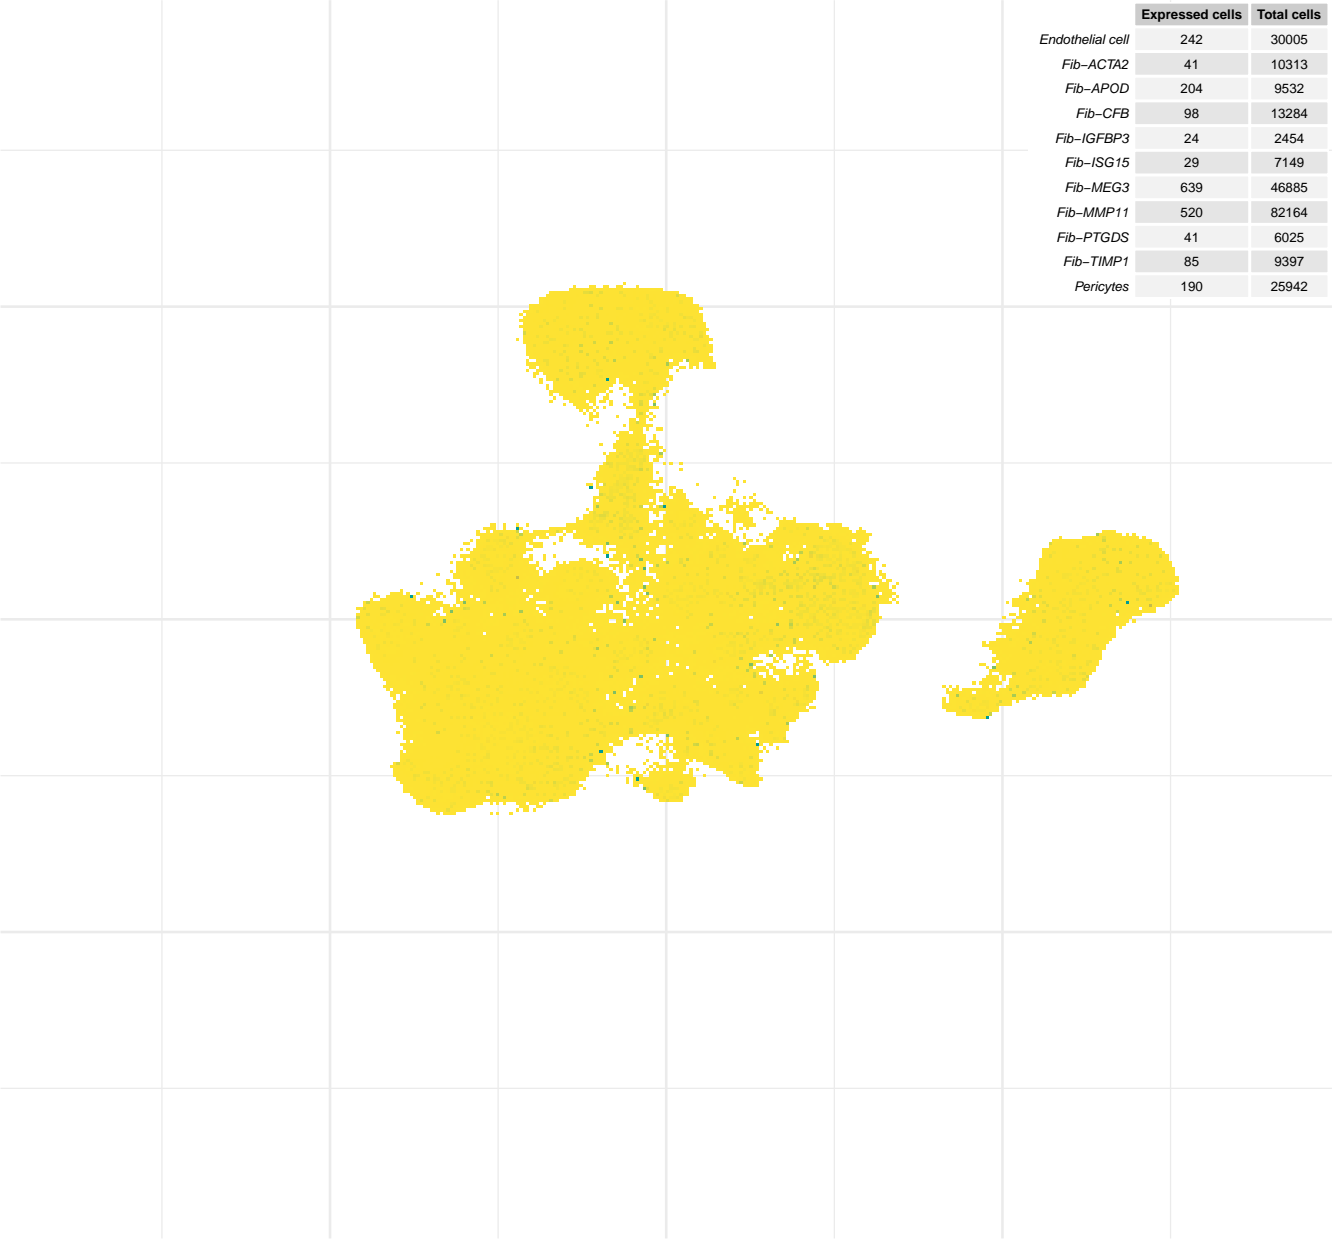 Expressed cells Total cells
Endothelial cell 242 30005
Fib−ACTA2 41 10313
Fib−APOD 204 9532
Fib−CFB 98 13284
Fib−IGFBP3 24 2454
Fib−ISG15 29 7149
Fib−MEG3 639 46885
Fib−MMP11 520 82164
Fib−PTGDS 41 6025
Fib−TIMP1 85 9397
Pericytes 190 25942